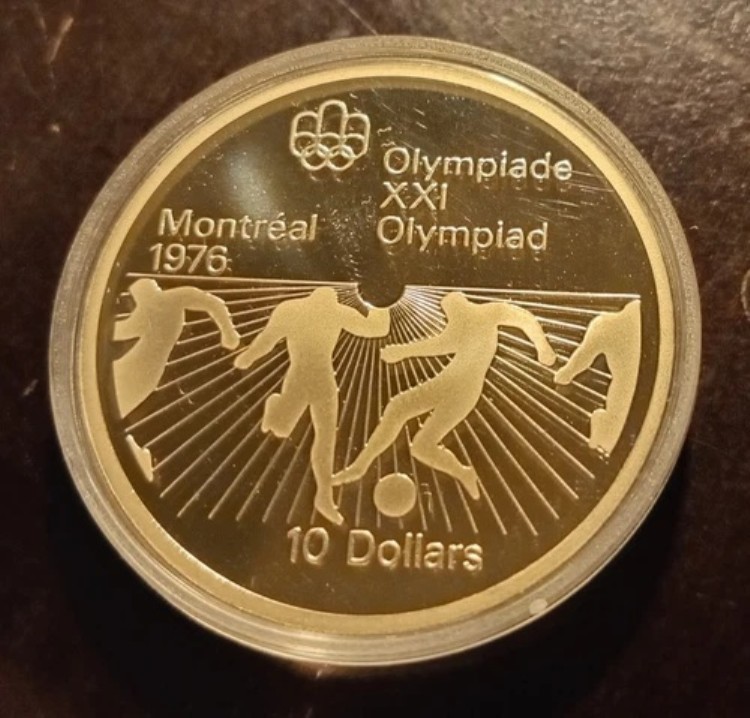 Olympiade
XXI
Olympiad
Montréal
1976
10 Dollars